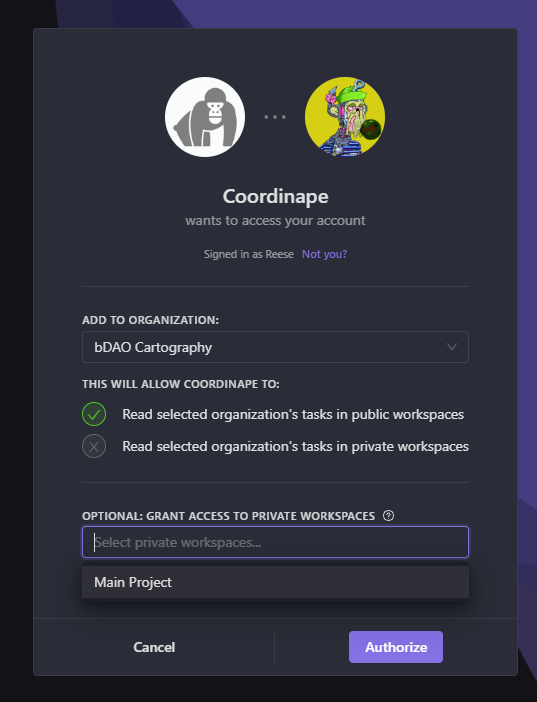 Coordinape
wants to access your account
Signed in as Reese Not you?
ADD TO ORGANIZATION:
bDAO Cartography
THIS WILL ALLOW COORDINAPE TO:
Read selected organization's tasks in public workspaces
Read selected organization's tasks in private workspaces
OPTIONAL: GRANT ACCESS TO PRIVATE WORKSPACES
Select private workspaces...
Main Project
Cancel Authorize